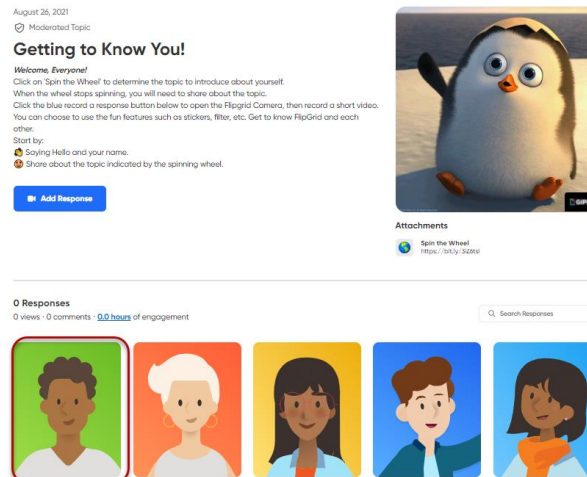 August 26, 2021
Moderated Topic
Getting to Know You!
Welcome, Everyone!
Click on 'Spin the Wheel' to determine the topic to introduce about yourself.
When the wheel stops spinning, you will need to share about the topic.
Click the blue record a response button below to open the Flipgrid Camera, then record a short video.
You can choose to use the fun features such as stickers, filter, etc. Get to know FlipGrid and each
other.
Start by:
Saying Hello and your name.
Share about the topic indicated by the spinning wheel.
Add Response
Attachments
Spin the Wheel
0 Responses
0 views · 0 comments · 0.0 hours of engagement
Search Responses